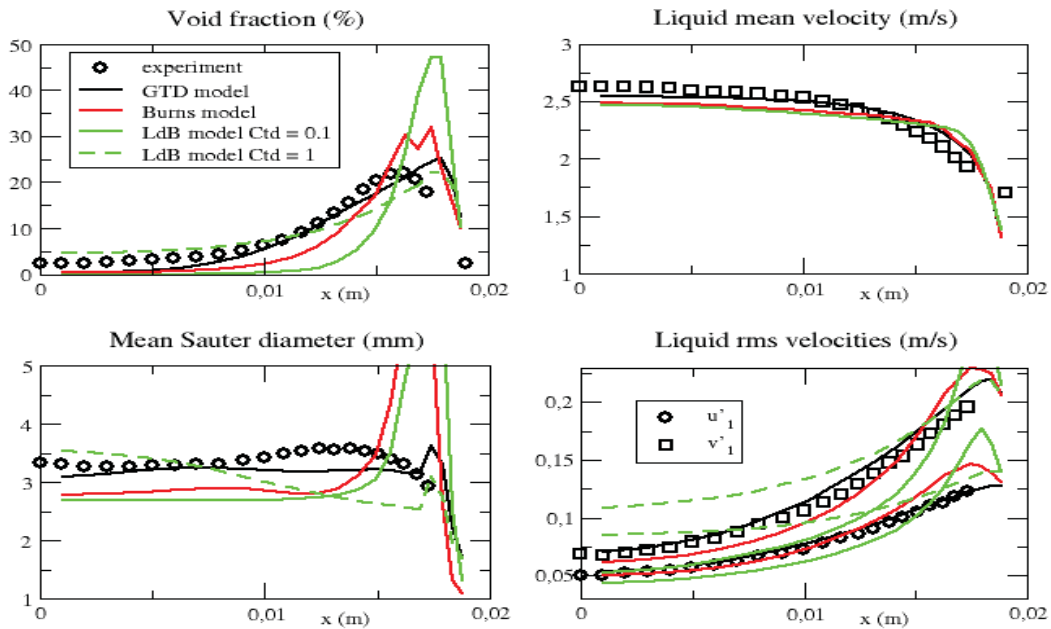 Void fraction (%)
50
40
30
20
10
0
experiment
GTD model
Burns model
LdB model Ctd = 0.1
LdB model Ctd = 1
0
0,01
0,02
x (m)
Liquid mean velocity (m/s)
3
2,5
2
1,5
1
0
0,01
0,02
x (m)
Mean Sauter diameter (mm)
5
4
3
2
1
0
0,01
0,02
x (m)
Liquid rms velocities (m/s)
0,2
0,15
0,1
0,05
u'1
v'1
0
0,01
0,02
x (m)